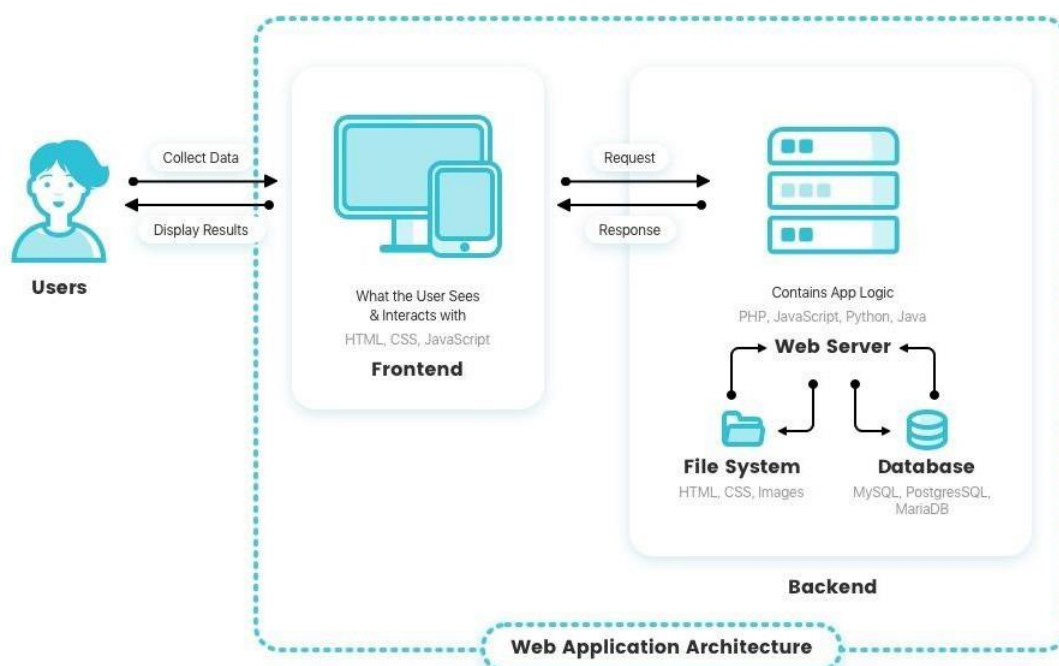 Collect Data
Display Results
Users
What the User Sees
& Interacts with
HTML, CSS, JavaScript
Frontend
Request
Response
Contains App Logic
PHP, JavaScript, Python, Java
Web Server
File System
HTML, CSS, Images
Database
MySQL, PostgresSQL,
MariaDB
Backend
Web Application Architecture